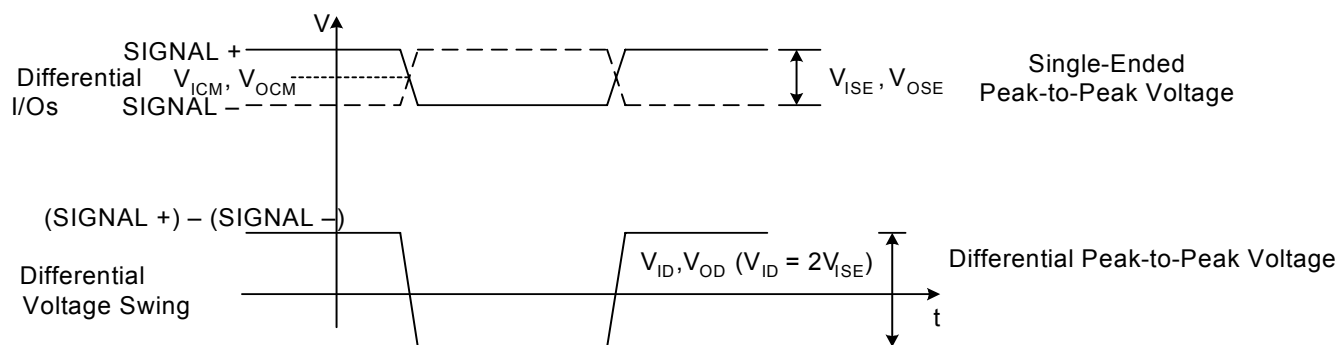 V
SIGNAL +
Differential V_ICM, V_OCM
I/Os SIGNAL –
V_ISE, V_OSE
Single-Ended
Peak-to-Peak Voltage
(SIGNAL +) – (SIGNAL –)
Differential
Voltage Swing
V_ID,V_OD (V_ID = 2V_ISE)
Differential Peak-to-Peak Voltage
t